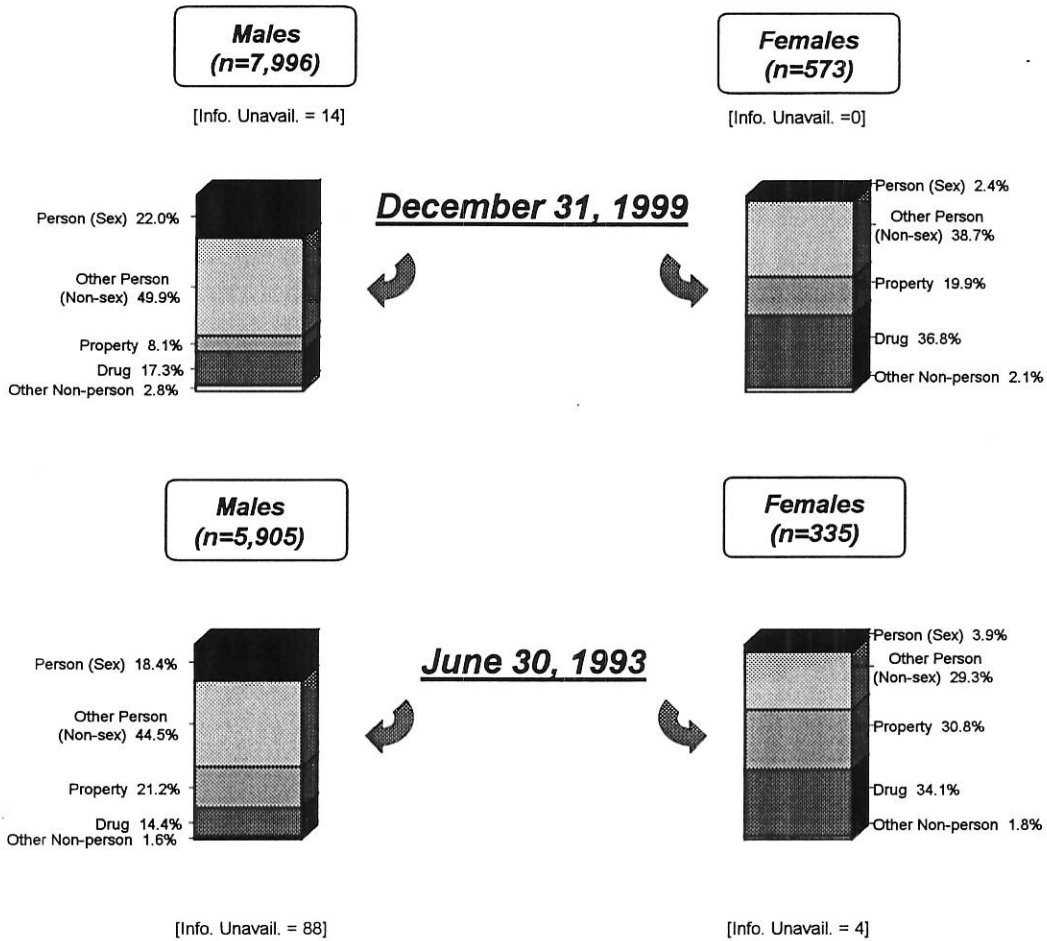 Males
(n=7,996)
[Info. Unavail. = 14]
Females
(n=573)
[Info. Unavail. =0]
December 31, 1999
Person (Sex) 22.0%
Other Person
(Non-sex) 49.9%
Property 8.1%
Drug 17.3%
Other Non-person 2.8%
Person (Sex) 2.4%
Other Person
(Non-sex) 38.7%
Property 19.9%
Drug 36.8%
Other Non-person 2.1%
Males
(n=5,905)
Females
(n=335)
June 30, 1993
Person (Sex) 18.4%
Other Person
(Non-sex) 44.5%
Property 21.2%
Drug 14.4%
Other Non-person 1.6%
Person (Sex) 3.9%
Other Person
(Non-sex) 29.3%
Property 30.8%
Drug 34.1%
Other Non-person 1.8%
[Info. Unavail. = 88]
[Info. Unavail. = 4]